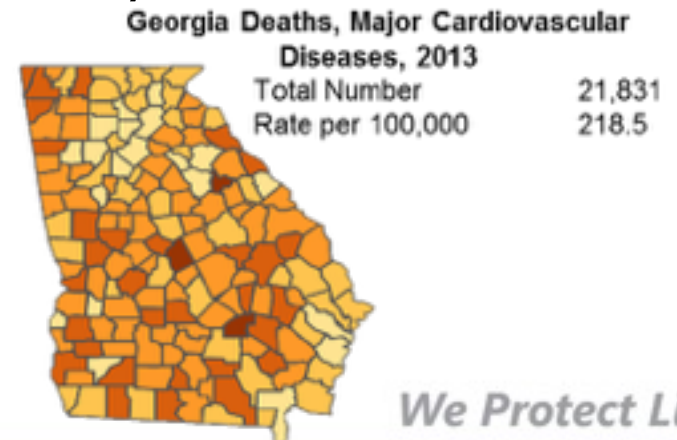 Georgia Deaths, Major Cardiovascular
Diseases, 2013
Total Number 21,831
Rate per 100,000 218.5
We Protect